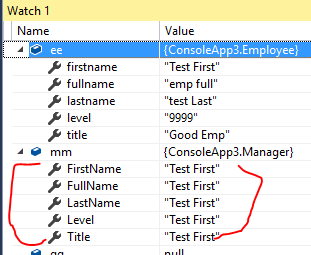 Watch 1
Name Value
ee {ConsoleApp3.Employee}
firstname "Test First"
fullname "emp full"
lastname "test Last"
level "9999"
title "Good Emp"
mm {ConsoleApp3.Manager}
FirstName "Test First"
FullName "Test First"
LastName "Test First"
Level "Test First"
Title "Test First"
null